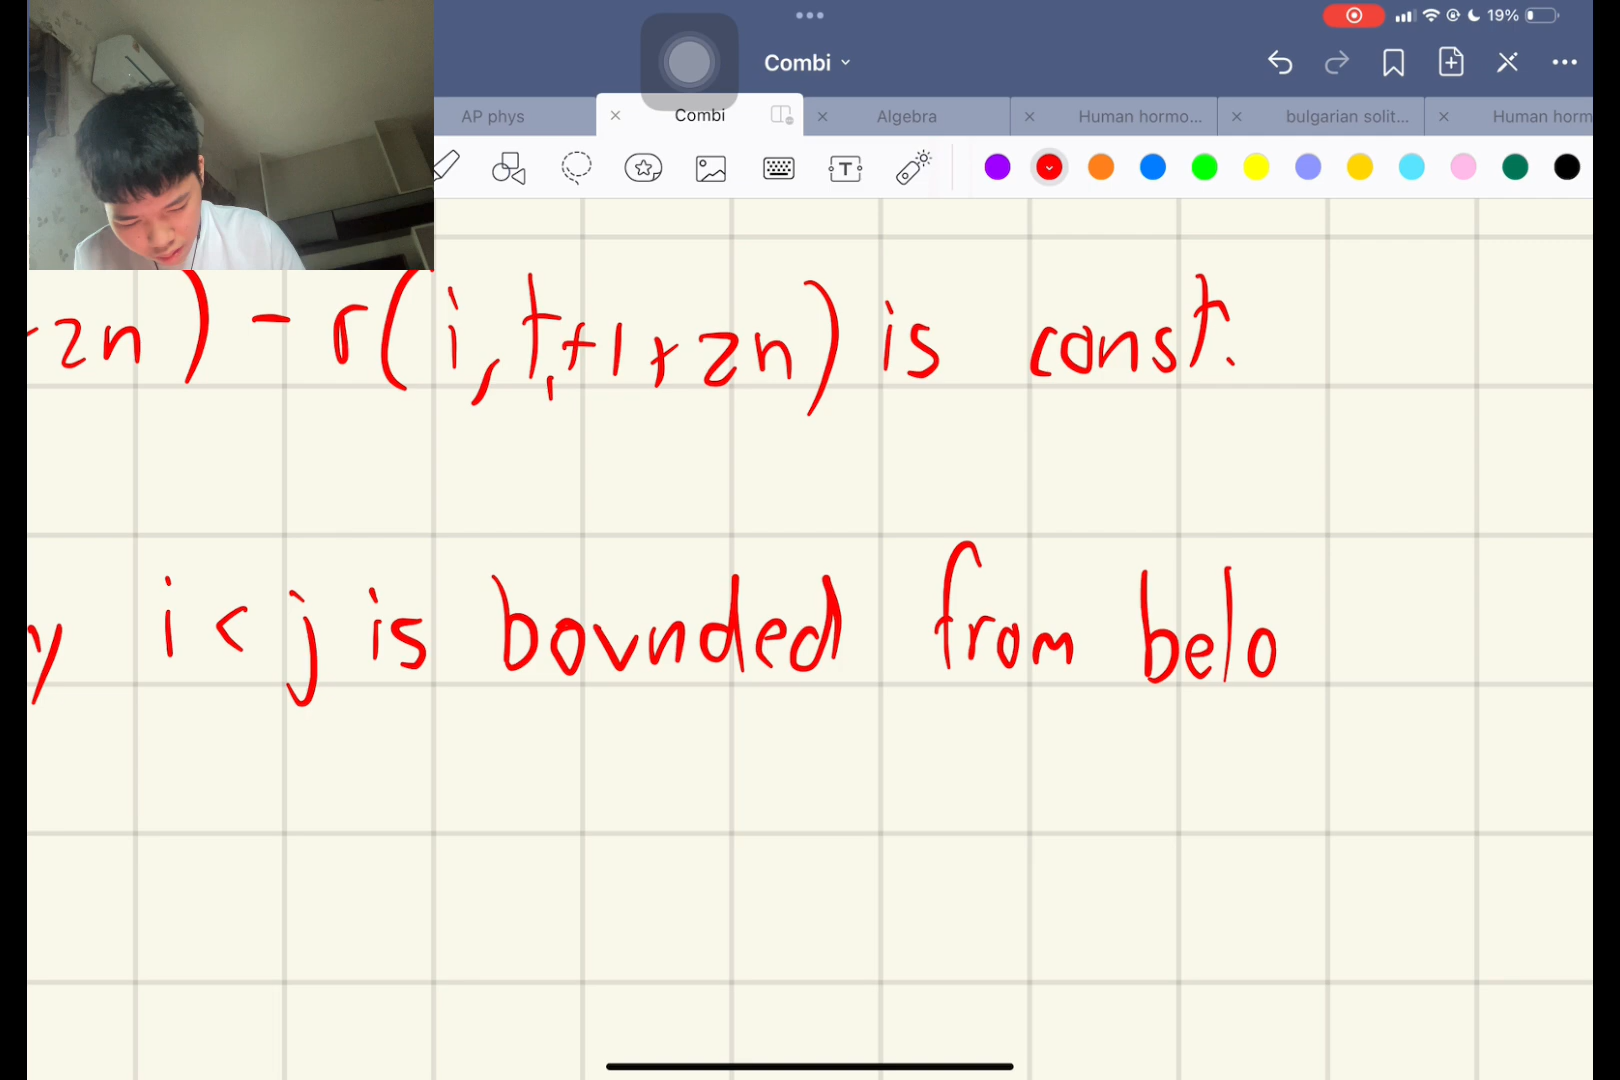 19%
Combi
AP phys
Combi
Algebra
Human hormo...
bulgarian solit...
Human horm
2n) - r(i, t₁+1+2n) is const.
y i < j is bounded from belo